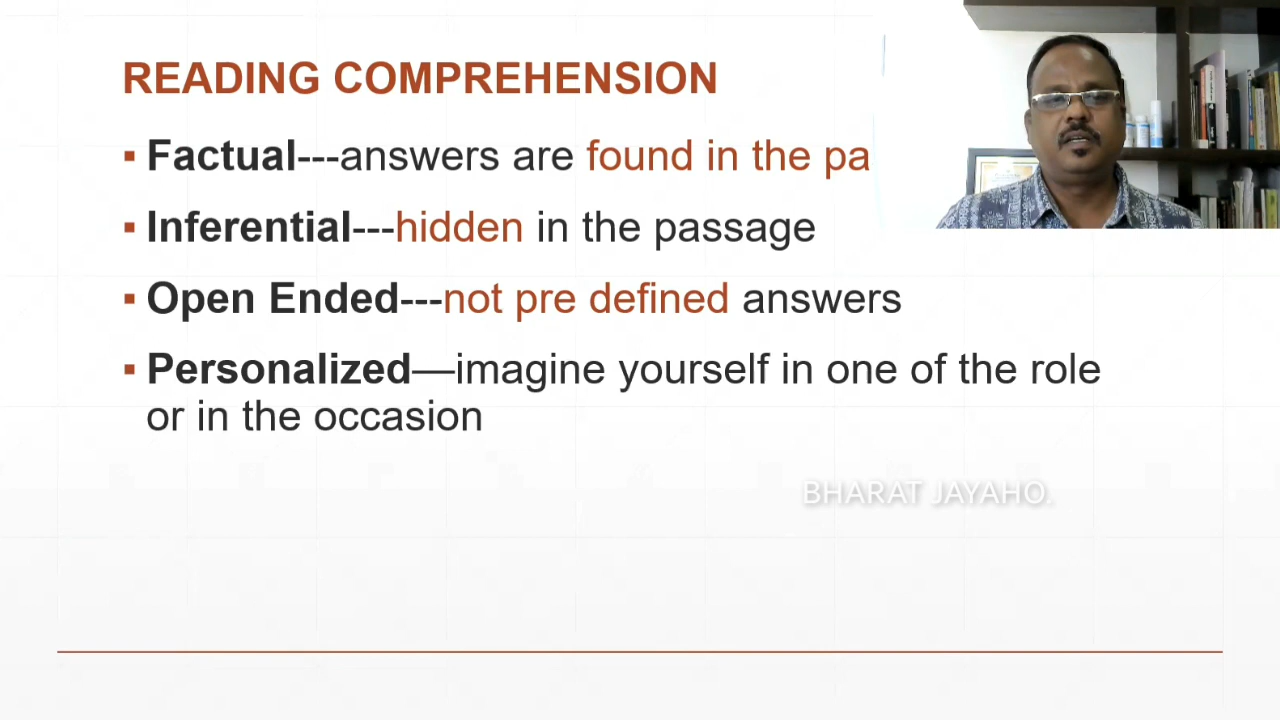 READING COMPREHENSION
▪ Factual---answers are found in the pa
▪ Inferential---hidden in the passage
▪ Open Ended---not pre defined answers
▪ Personalized—imagine yourself in one of the role
or in the occasion
BHARAT JAYAHO.